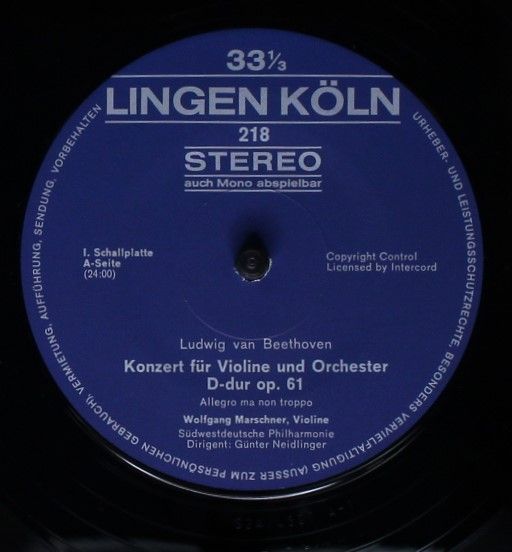 33⅓
LINGEN KÖLN
218
STEREO
auch Mono abspielbar
I. Schallplatte
A-Seite
(24:00)
Copyright Control
Licensed by Intercord
Ludwig van Beethoven
Konzert für Violine und Orchester
D-dur op. 61
Allegro ma non troppo
Wolfgang Marschner, Violine
Südwestdeutsche Philharmonie
Dirigent: Günter Neidlinger
URHEBER- UND LEISTUNGSSCHUTZRECHTE, BESONDERS VERVIELFÄLTIGUNG (AUSSER ZUM PERSÖNLICHEN GEBRAUCH), VERMIETUNG, AUFFÜHRUNG, SENDUNG, VORBEHALTEN